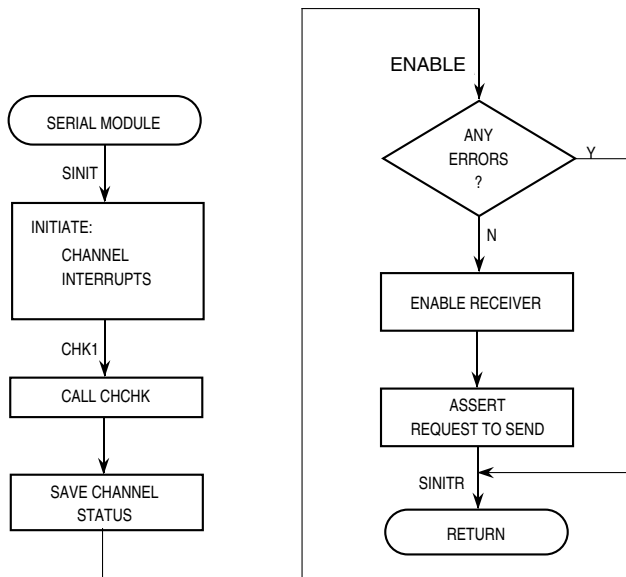 SERIAL MODULE
SINIT
INITIATE:
CHANNEL
INTERRUPTS
CHK1
CALL CHCHK
SAVE CHANNEL
STATUS
ENABLE
ANY
ERRORS
?
Y
N
ENABLE RECEIVER
ASSERT
REQUEST TO SEND
SINITR
RETURN